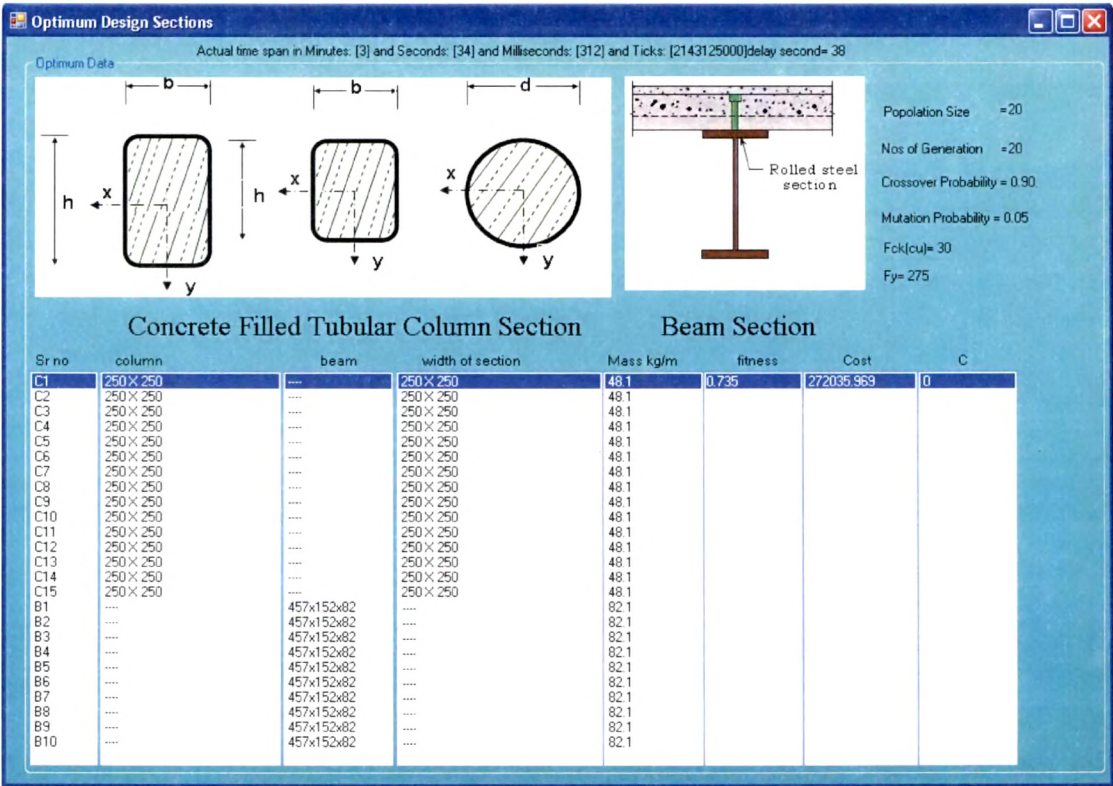 Optimum Design Sections
Actual time span in Minutes: [3] and Seconds: [34] and Milliseconds: [312] and Ticks: [2143125000]delay second= 38
Optimum Data
b b d
h x y
h x y
x y
Rolled steel
section
Popolation Size =20
Nos of Generation =20
Crossover Probability = 0.90
Mutation Probability = 0.05
Fck(cu)= 30
Fy= 275
Concrete Filled Tubular Column Section Beam Section
Sr no column beam width of section Mass kg/m fitness Cost C
C1 250 X 250 ---- 250 X 250 48.1 0.735 272035.969 0
C2 250 X 250 ---- 250 X 250 48.1
C3 250 X 250 ---- 250 X 250 48.1
C4 250 X 250 ---- 250 X 250 48.1
C5 250 X 250 ---- 250 X 250 48.1
C6 250 X 250 ---- 250 X 250 48.1
C7 250 X 250 ---- 250 X 250 48.1
C8 250 X 250 ---- 250 X 250 48.1
C9 250 X 250 ---- 250 X 250 48.1
C10 250 X 250 ---- 250 X 250 48.1
C11 250 X 250 ---- 250 X 250 48.1
C12 250 X 250 ---- 250 X 250 48.1
C13 250 X 250 ---- 250 X 250 48.1
C14 250 X 250 ---- 250 X 250 48.1
C15 250 X 250 ---- 250 X 250 48.1
B1 ---- 457x152x82 ---- 82.1
B2 ---- 457x152x82 ---- 82.1
B3 ---- 457x152x82 ---- 82.1
B4 ---- 457x152x82 ---- 82.1
B5 ---- 457x152x82 ---- 82.1
B6 ---- 457x152x82 ---- 82.1
B7 ---- 457x152x82 ---- 82.1
B8 ---- 457x152x82 ---- 82.1
B9 ---- 457x152x82 ---- 82.1
B10 ---- 457x152x82 ---- 82.1